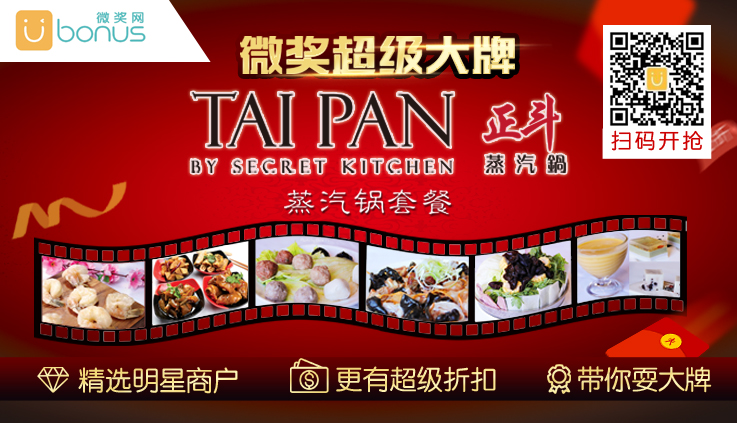 微奖网
Ubonus
微奖超级大牌
TAI PAN
BY SECRET KITCHEN
正斗
蒸汽鍋
扫码开抢
蒸汽锅套餐
精选明星商户
更有超级折扣
带你耍大牌